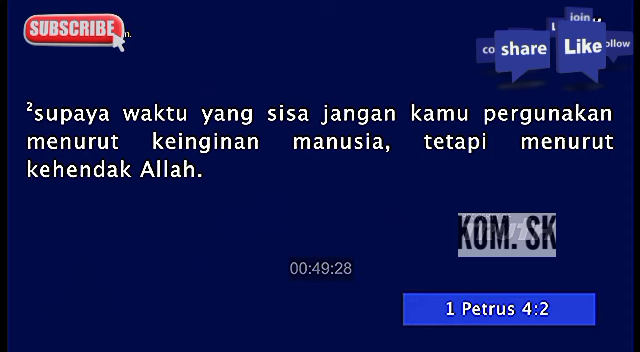 SUBSCRIBE
join
share
Like
ollow
²supaya waktu yang sisa jangan kamu pergunakan
menurut keinginan manusia, tetapi menurut
kehendak Allah.
KOM. SK
00:49:28
1 Petrus 4:2